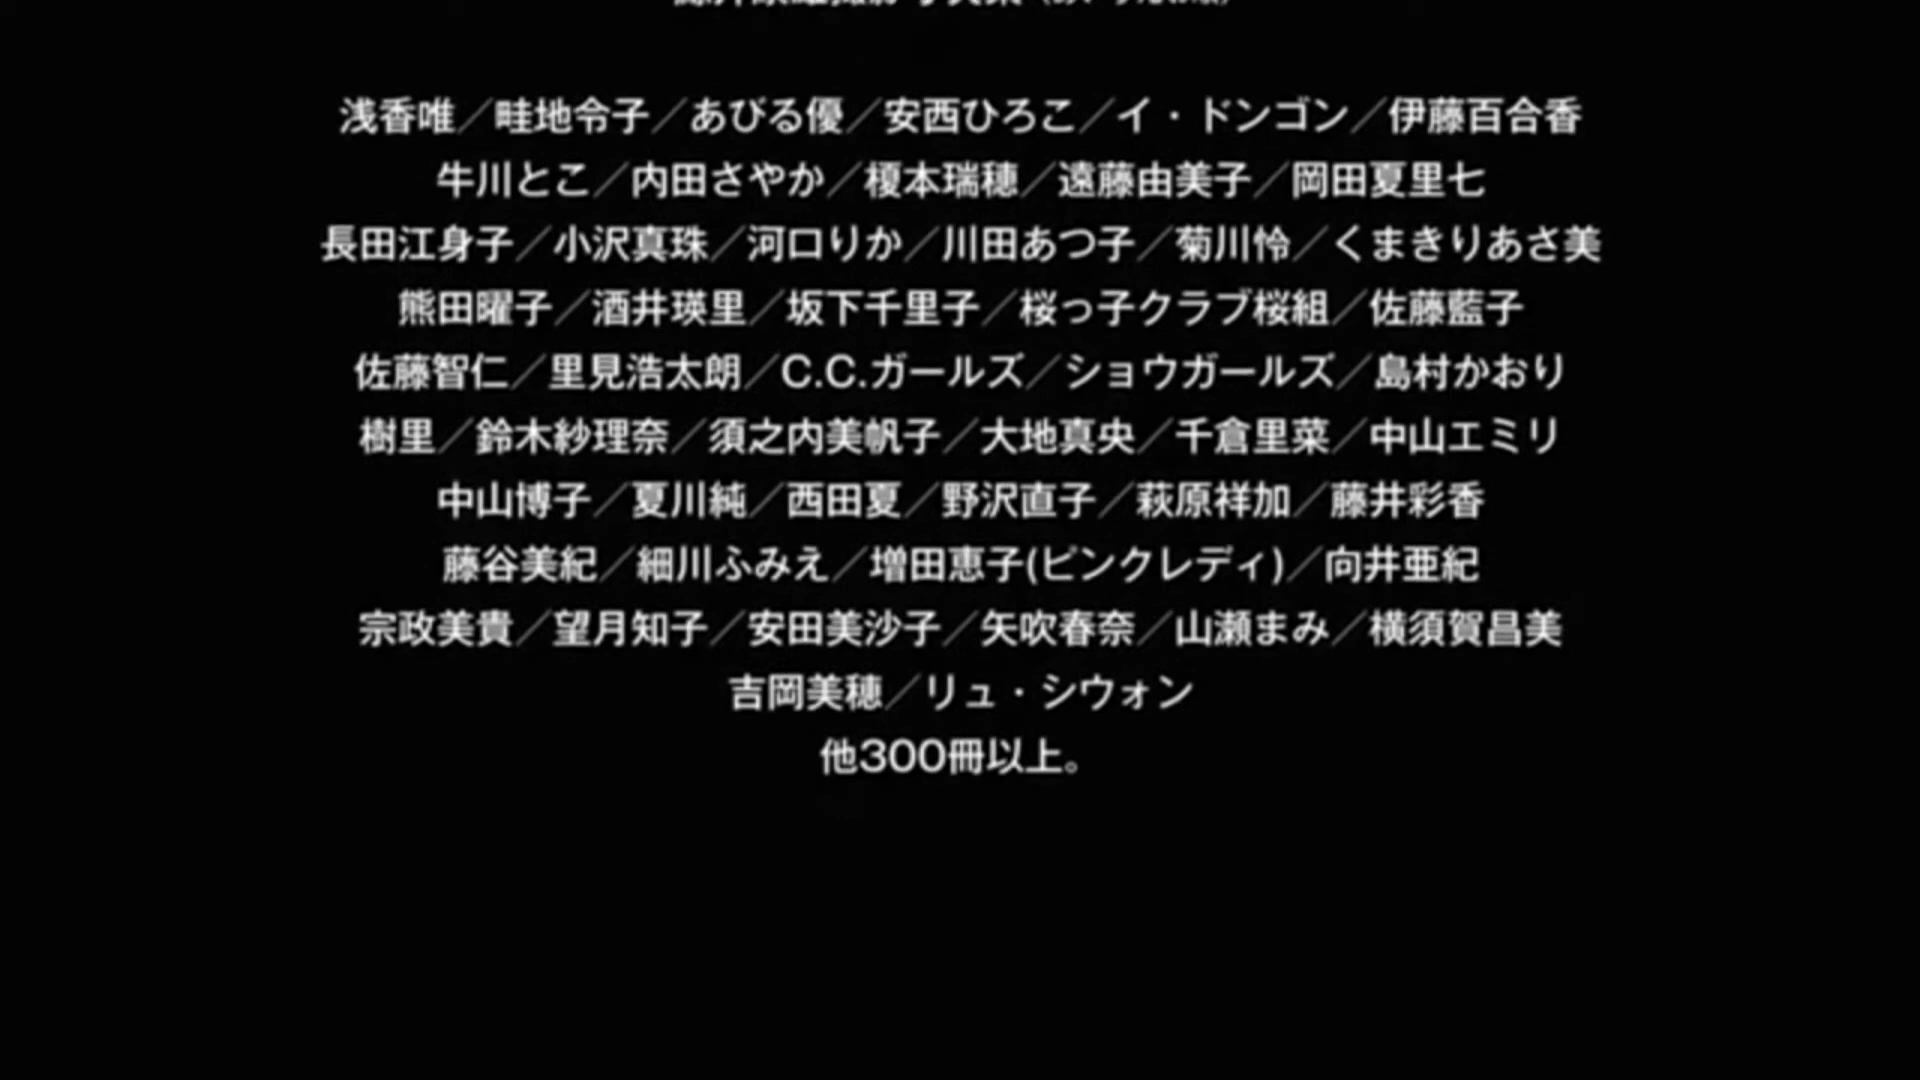 浅香唯／畦地令子／あびる優／安西ひろこ／イ・ドンゴン／伊藤百合香
牛川とこ／内田さやか／榎本瑞穂／遠藤由美子／岡田夏里七
長田江身子／小沢真珠／河口りか／川田あつ子／菊川怜／くまきりあさ美
熊田曜子／酒井瑛里／坂下千里子／桜っ子クラブ桜組／佐藤藍子
佐藤智仁／里見浩太朗／C.C.ガールズ／ショウガールズ／島村かおり
樹里／鈴木紗理奈／須之内美帆子／大地真央／千倉里菜／中山エミリ
中山博子／夏川純／西田夏／野沢直子／萩原祥加／藤井彩香
藤谷美紀／細川ふみえ／増田恵子(ピンクレディ)／向井亜紀
宗政美貴／望月知子／安田美沙子／矢吹春奈／山瀬まみ／横須賀昌美
吉岡美穂／リュ・シウォン
他300冊以上。